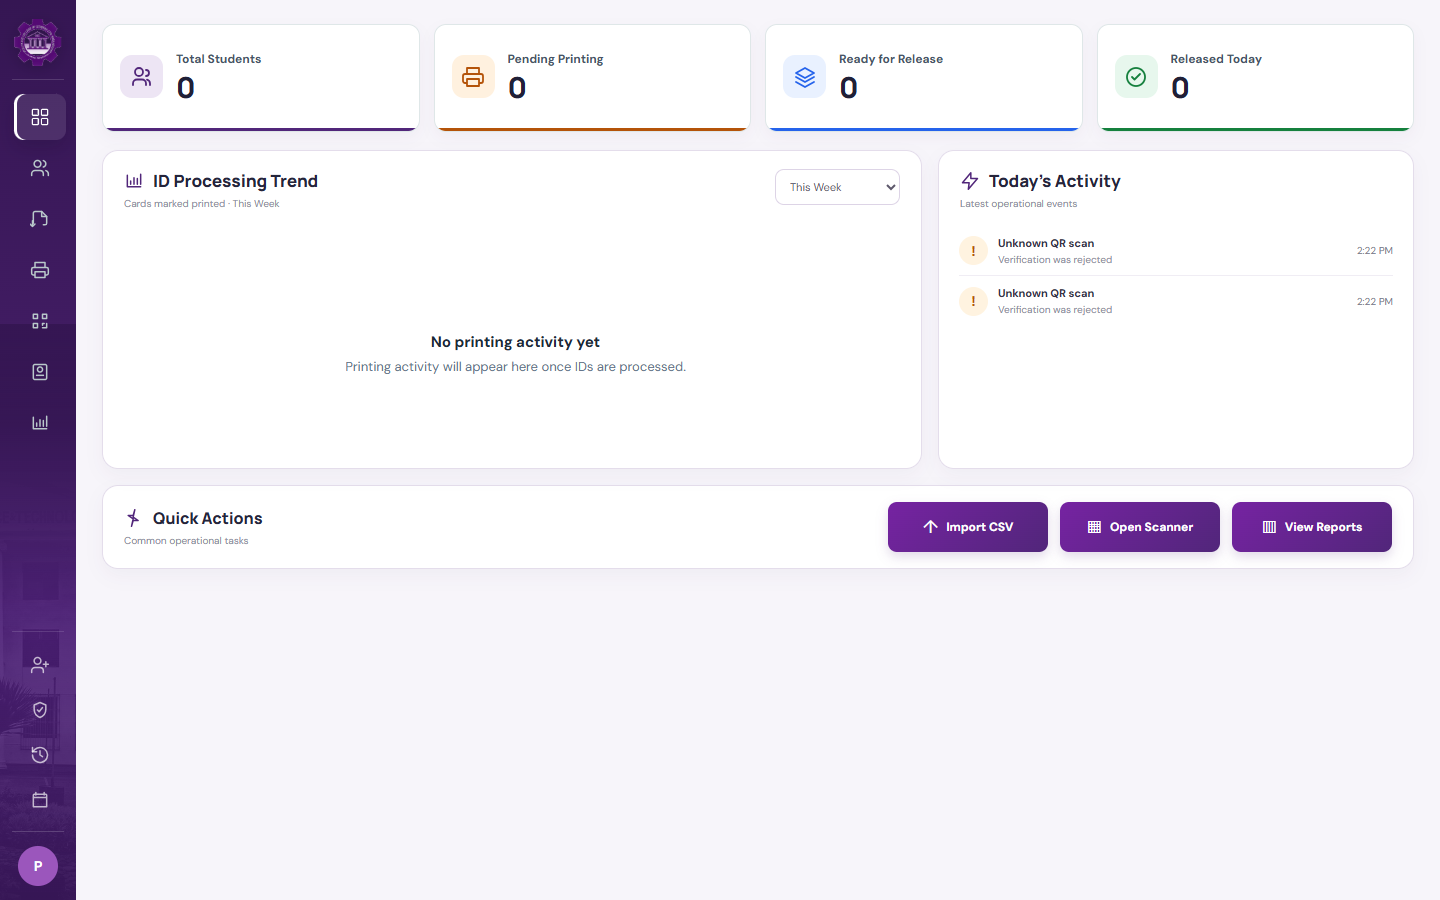 Total Students
0
Pending Printing
0
Ready for Release
0
Released Today
0
ID Processing Trend
Cards marked printed · This Week
This Week
Today's Activity
Latest operational events
!
Unknown QR scan
Verification was rejected
2:22 PM
!
Unknown QR scan
Verification was rejected
2:22 PM
No printing activity yet
Printing activity will appear here once IDs are processed.
Quick Actions
Common operational tasks
Import CSV
Open Scanner
View Reports
P